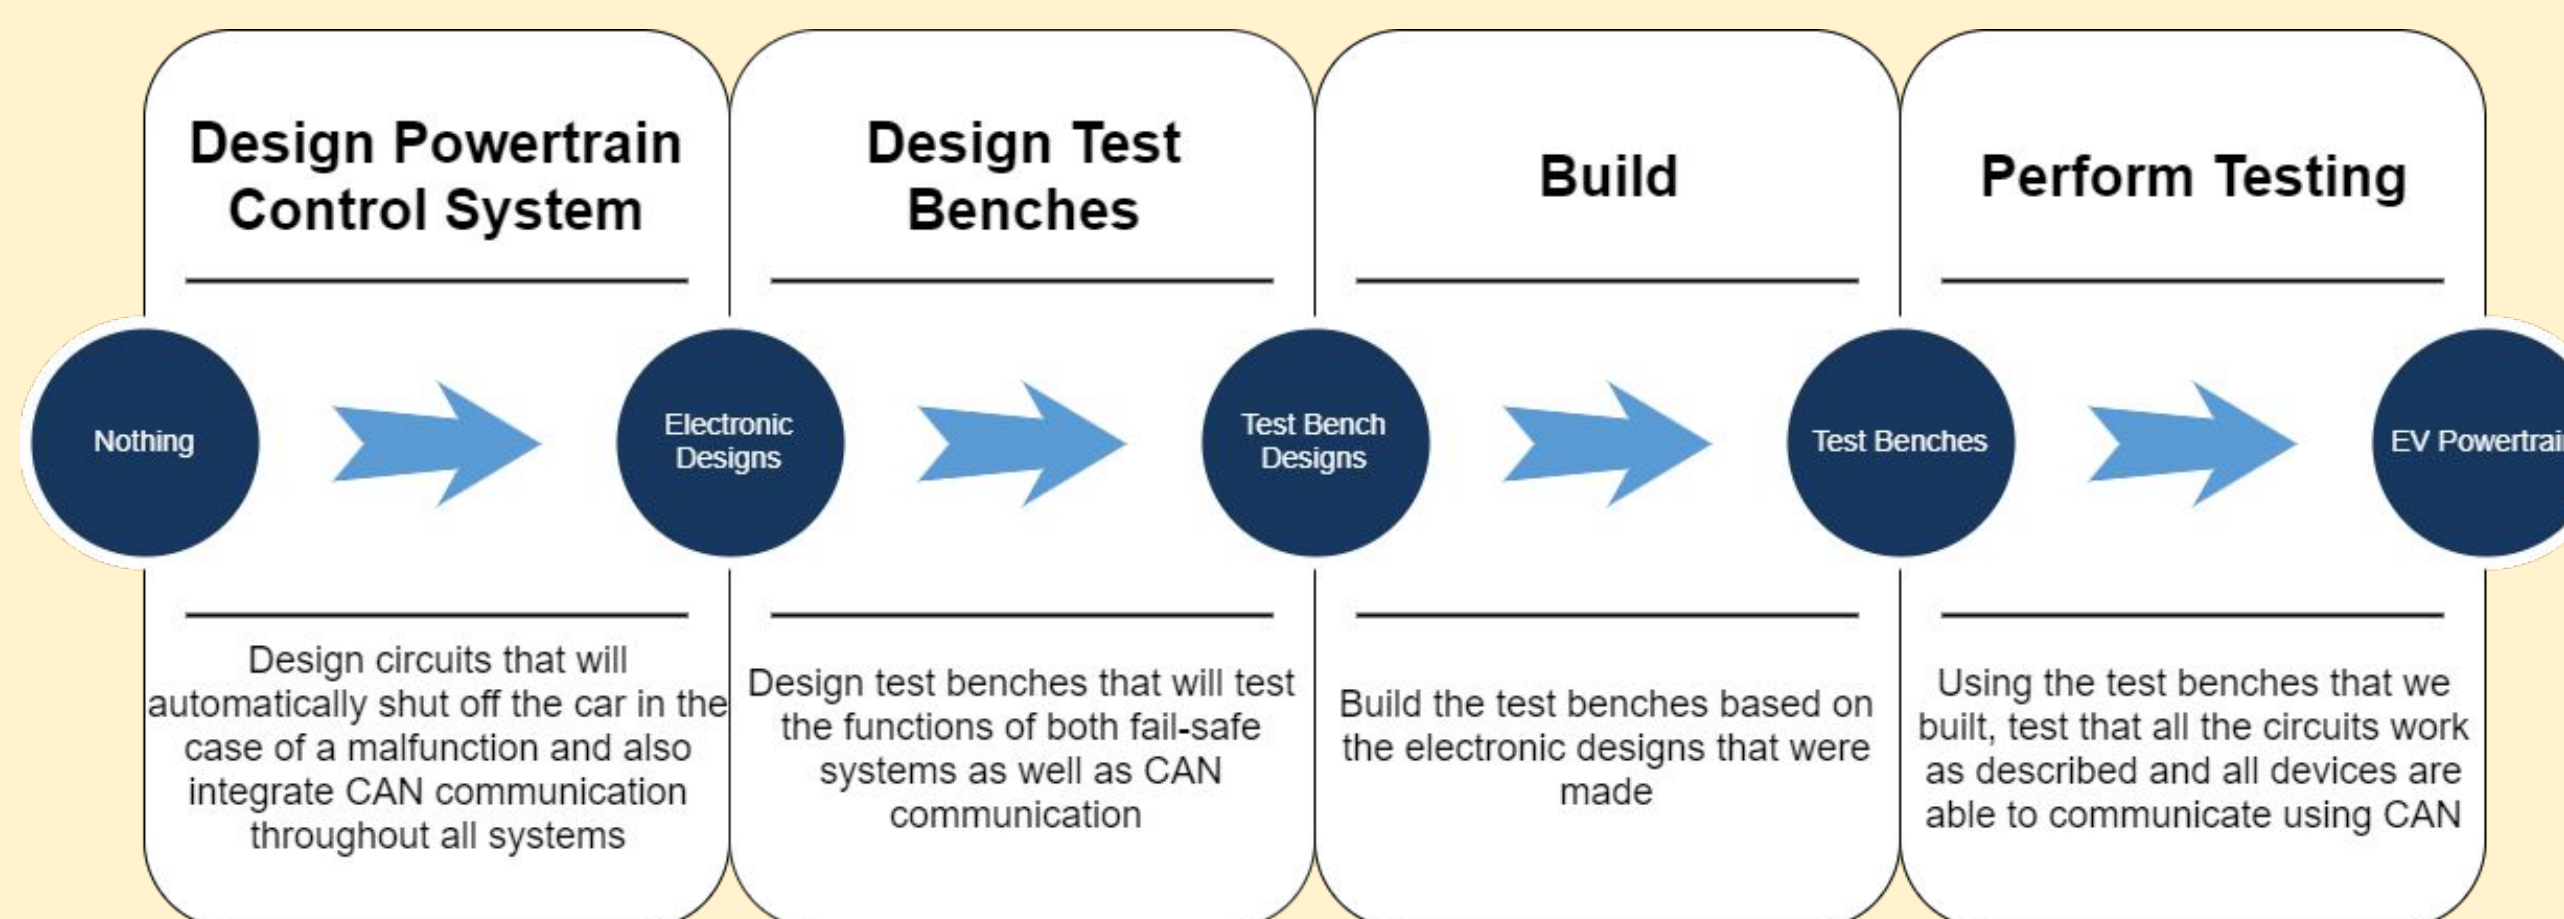 Design Powertrain
Control System
Design Test
Benches
Build
Perform Testing
Nothing
Electronic
Designs
Test Bench
Designs
Test Benches
EV Powertrai
Design circuits that will
automatically shut off the car in the
case of a malfunction and also
integrate CAN communication
throughout all systems
Design test benches that will test
the functions of both fail-safe
systems as well as CAN
communication
Build the test benches based on
the electronic designs that were
made
Using the test benches that we
built, test that all the circuits work
as described and all devices are
able to communicate using CAN